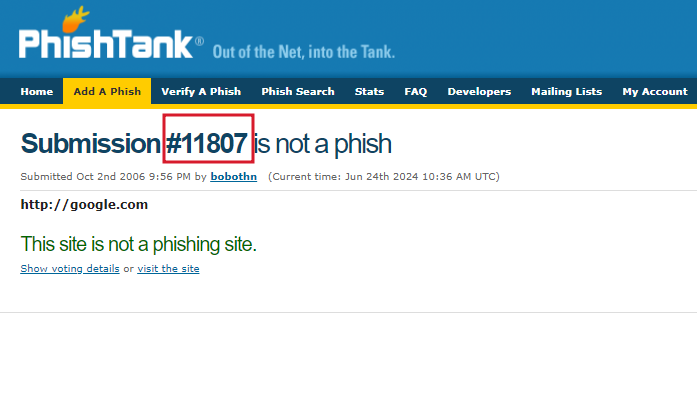 PhishTank® Out of the Net, into the Tank.
Home Add A Phish Verify A Phish Phish Search Stats FAQ Developers Mailing Lists My Account
Submission #11807 is not a phish
Submitted Oct 2nd 2006 9:56 PM by bobothn (Current time: Jun 24th 2024 10:36 AM UTC)
http://google.com
This site is not a phishing site.
Show voting details or visit the site